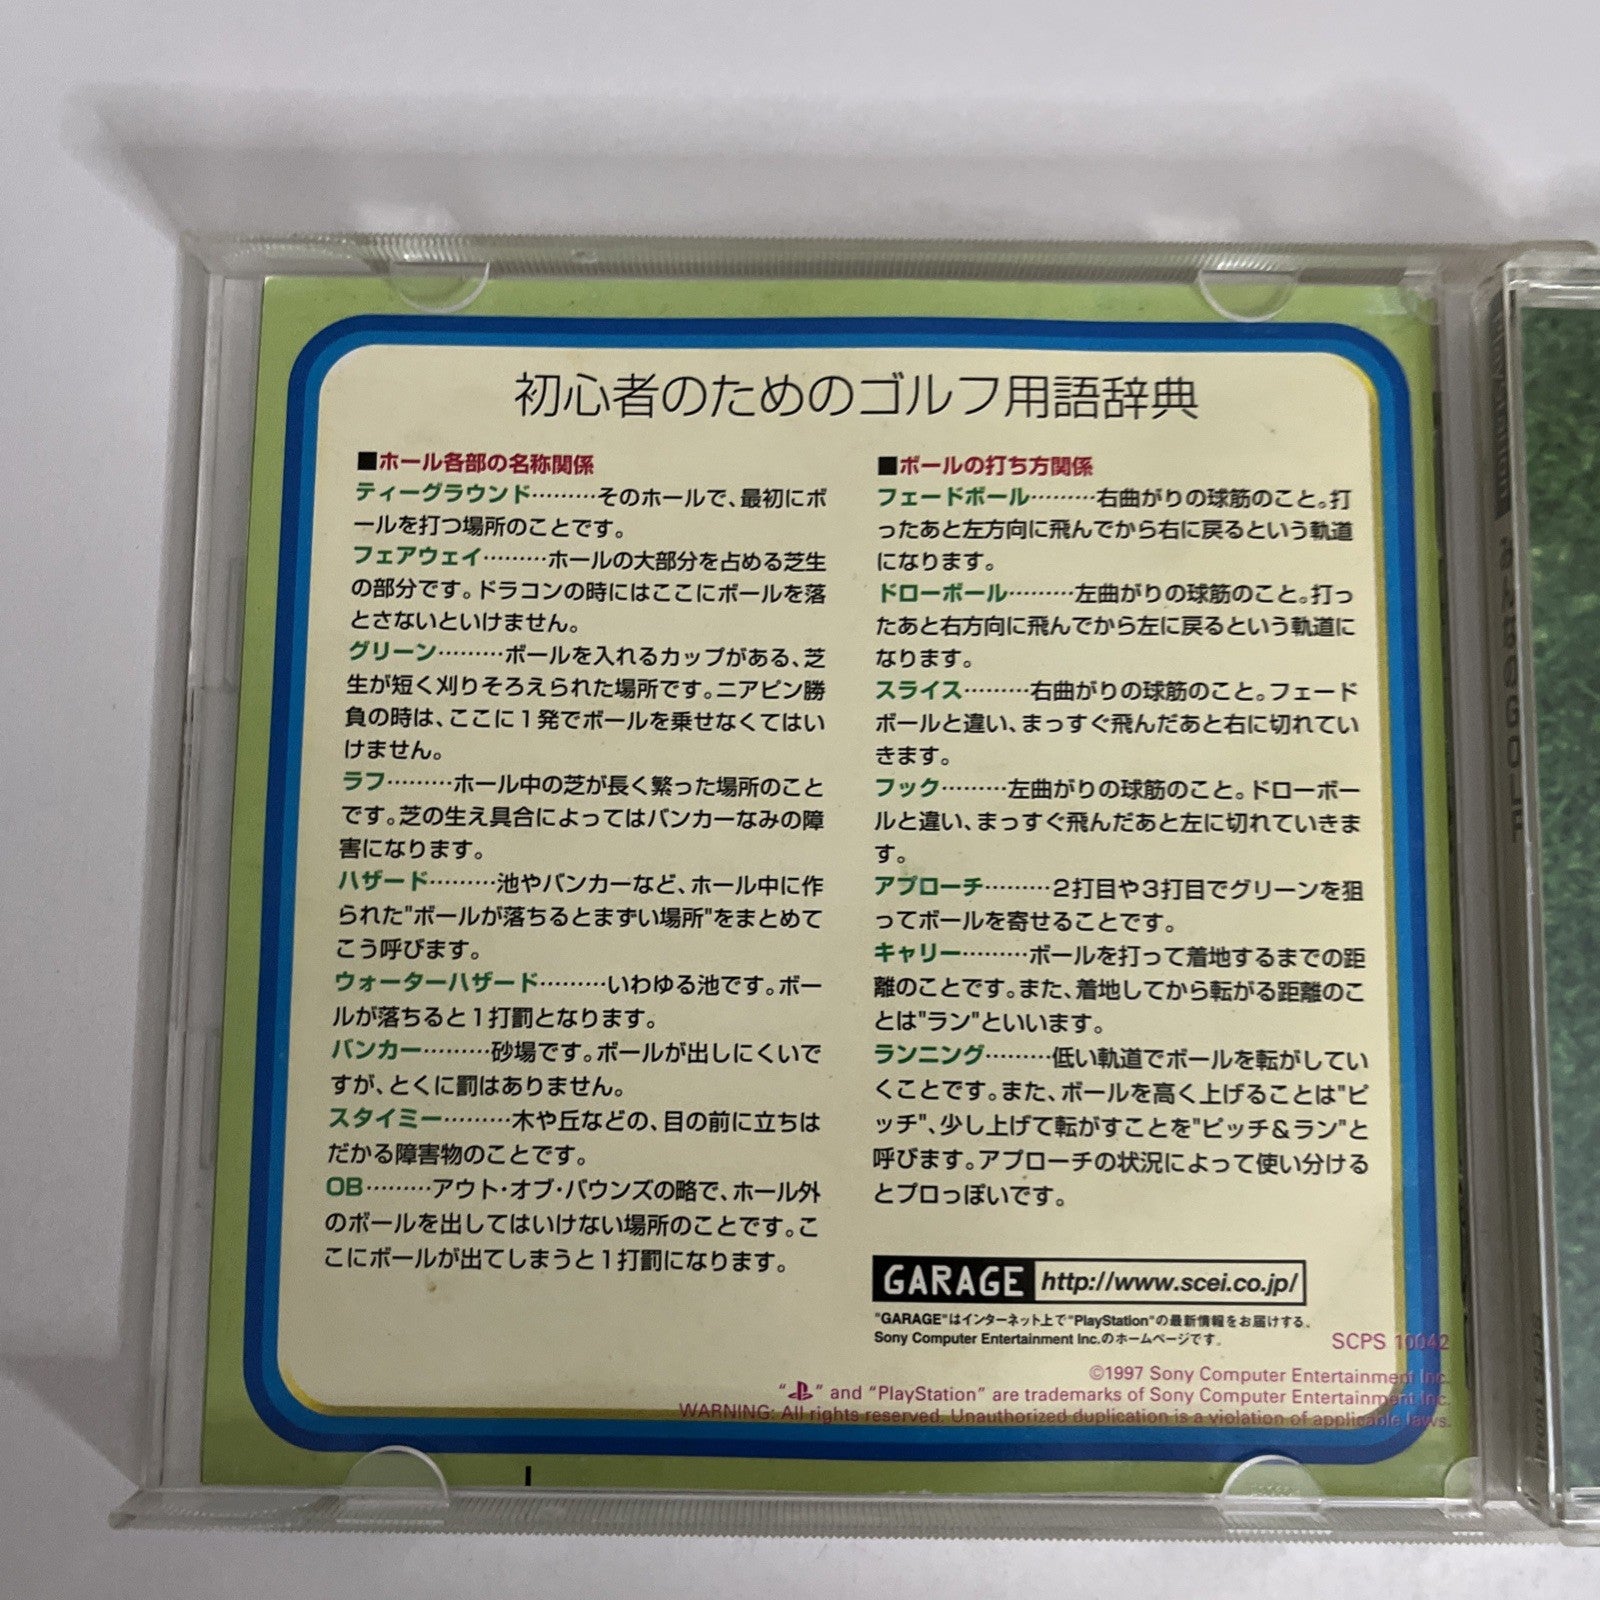 初心者のためのゴルフ用語辞典
■ホール各部の名称関係
ティーグラウンド………そのホールで、最初にボ
ールを打つ場所のことです。
フェアウェイ………ホールの大部分を占める芝生
の部分です。ドラコンの時にはここにボールを落
とさないといけません。
グリーン………ボールを入れるカップがある、芝
生が短く刈りそろえられた場所です。ニアピン勝
負の時は、ここに1発でボールを乗せなくてはい
けません。
ラフ………ホール中の芝が長く繁った場所のこと
です。芝の生え具合によってはバンカーなみの障
害になります。
ハザード………池やバンカーなど、ホール中に作
られた"ボールが落ちるとまずい場所"をまとめて
こう呼びます。
ウォーターハザード………いわゆる池です。ボー
ルが落ちると1打罰となります。
バンカー………砂場です。ボールが出しにくいで
すが、とくに罰はありません。
スタイミー………木や丘などの、目の前に立ちは
だかる障害物のことです。
OB………アウト・オブ・バウンズの略で、ホール外
のボールを出してはいけない場所のことです。こ
こにボールが出てしまうと1打罰になります。
■ボールの打ち方関係
フェードボール………右曲がりの球筋のこと。打
ったあと左方向に飛んでから右に戻るという軌道
になります。
ドローボール………左曲がりの球筋のこと。打っ
たあと右方向に飛んでから左に戻るという軌道に
なります。
スライス………右曲がりの球筋のこと。フェード
ボールと違い、まっすぐ飛んだあと右に切れてい
きます。
フック………左曲がりの球筋のこと。ドローボー
ルと違い、まっすぐ飛んだあと左に切れていきま
す。
アプローチ………2打目や3打目でグリーンを狙
ってボールを寄せることです。
キャリー………ボールを打って着地するまでの距
離のことです。また、着地してから転がる距離のこ
とは"ラン"といいます。
ランニング………低い軌道でボールを転がしてい
くことです。また、ボールを高く上げることは"ピ
ッチ"、少し上げて転がすことを"ピッチ&ラン"と
呼びます。アプローチの状況によって使い分ける
とプロっぽいです。
GARAGE http://www.scei.co.jp/
"GARAGE"はインターネット上で"PlayStation"の最新情報をお届けする、
Sony Computer Entertainment Inc.のホームページです。
SCPS 10042
©1997 Sony Computer Entertainment Inc.
" " and "PlayStation" are trademarks of Sony Computer Entertainment Inc.
WARNING: All rights reserved. Unauthorized duplication is a violation of applicable laws.